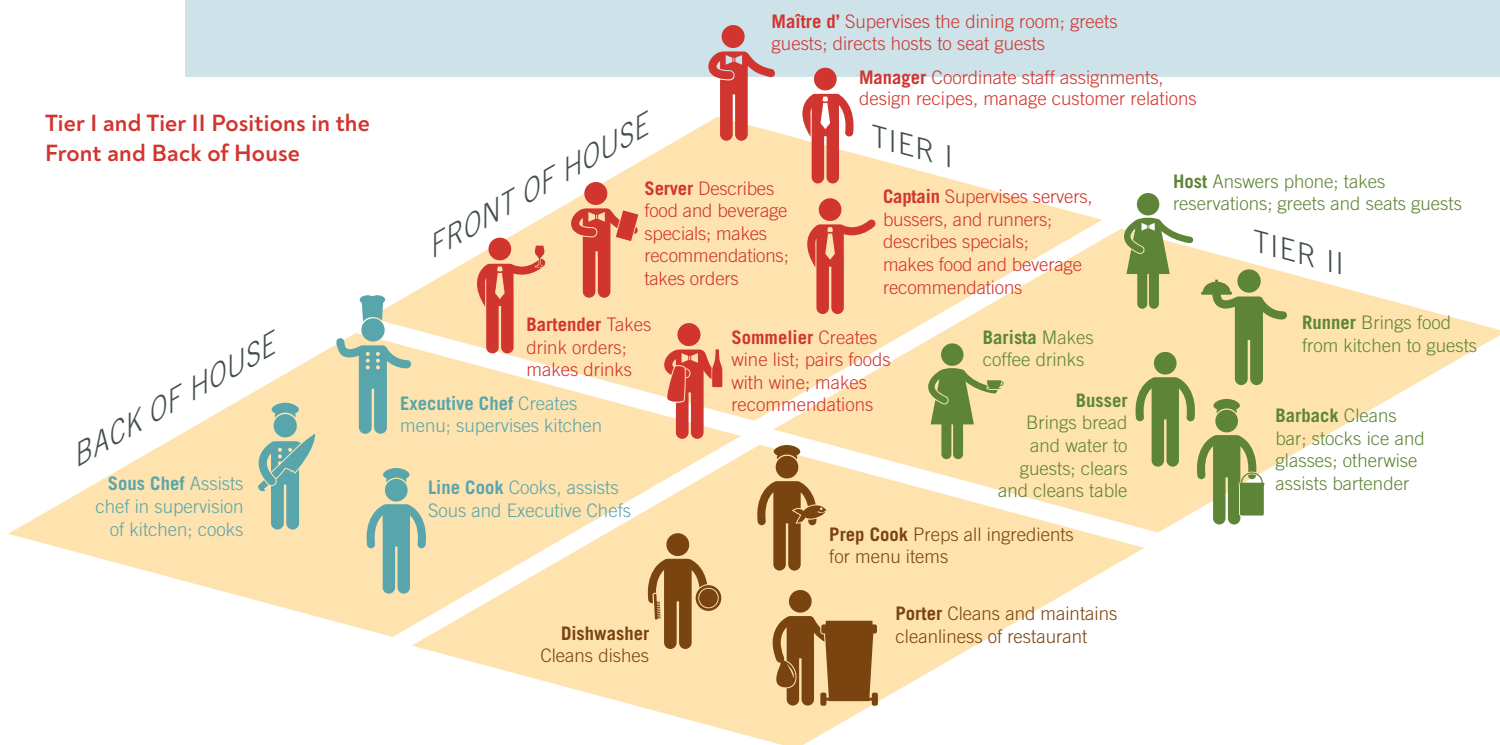 Maître d’ Supervises the dining room; greets
guests; directs hosts to seat guests
Manager Coordinate staff assignments,
design recipes, manage customer relations
Tier I and Tier II Positions in the
Front and Back of House
FRONT OF HOUSE
TIER I
Server Describes
food and beverage
specials; makes
recommendations;
takes orders
Captain Supervises servers,
bussers, and runners;
describes specials;
makes food and beverage
recommendations
Host Answers phone; takes
reservations; greets and seats guests
TIER II
Bartender Takes
drink orders;
makes drinks
Sommelier Creates
wine list; pairs foods
with wine; makes
recommendations
Barista Makes
coffee drinks
Runner Brings food
from kitchen to guests
Busser
Brings bread
and water to
guests; clears
and cleans table
Barback Cleans
bar; stocks ice and
glasses; otherwise
assists bartender
BACK OF HOUSE
Executive Chef Creates
menu; supervises kitchen
Sous Chef Assists
chef in supervision
of kitchen; cooks
Line Cook Cooks, assists
Sous and Executive Chefs
Prep Cook Preps all ingredients
for menu items
Dishwasher
Cleans dishes
Porter Cleans and maintains
cleanliness of restaurant